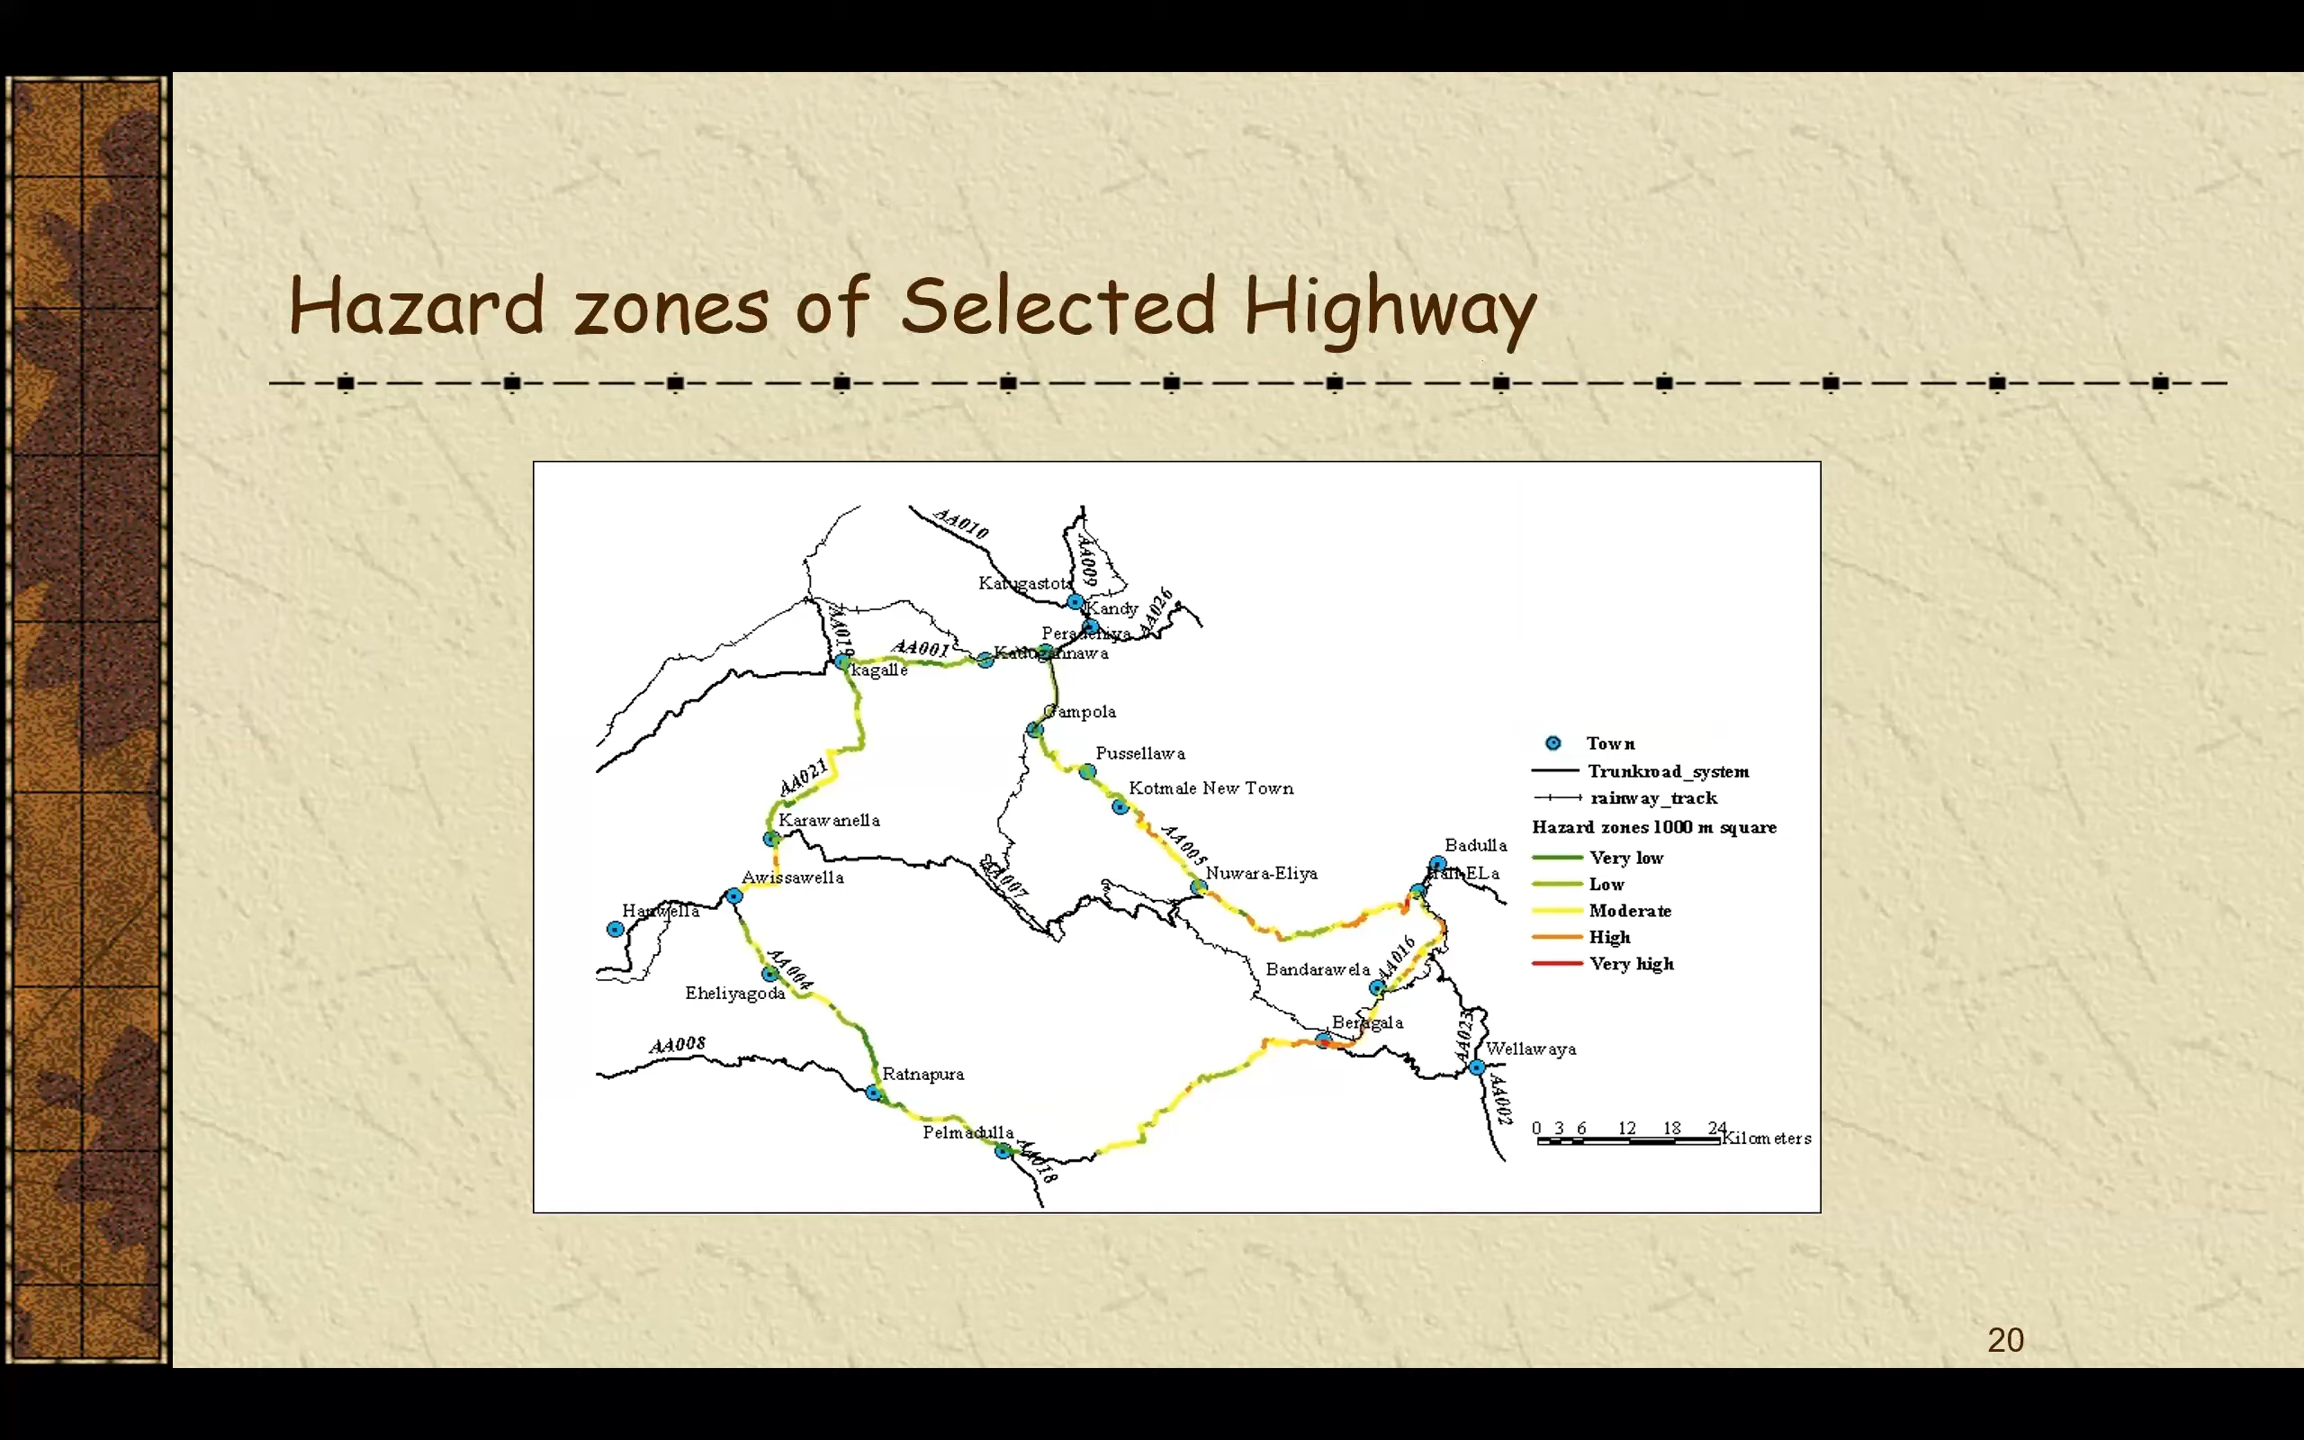 Hazard zones of Selected Highway
AA010
AA009
Katugastota
Kandy
AA026
Peradeniya
AA019
AA001
Kadugannawa
kagalle
Gampola
Pussellawa
AA021
Kotmale New Town
Karawanella
AA005
Badulla
Hali-ELa
Awissawella
AA007
Nuwara-Eliya
Hanwella
AA004
AA016
Bandarawela
Eheliyagoda
Beragala
AA008
AA023
Wellawaya
Ratnapura
AA002
Pelmadulla
AA018
Town
Trunkroad_system
rainway_track
Hazard zones 1000 m square
Very low
Low
Moderate
High
Very high
0 3 6 12 18 24
Kilometers
20